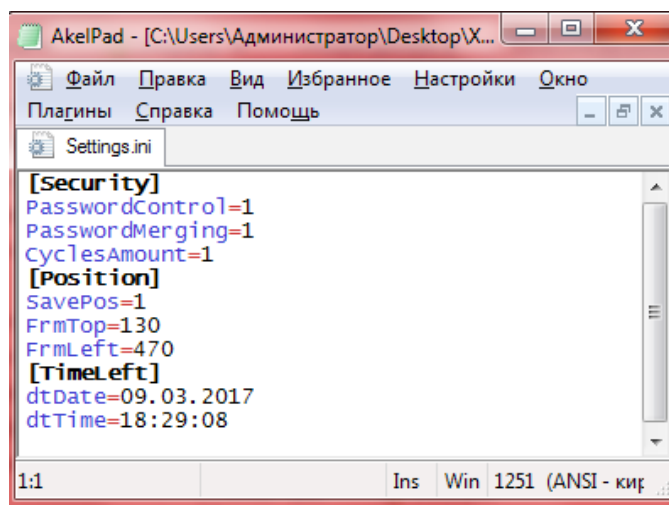 AkelPad - [C:\Users\Администратор\Desktop\X...
Файл Правка Вид Избранное Настройки Окно
Плагины Справка Помощь
Settings.ini
[Security]
PasswordControl=1
PasswordMerging=1
CyclesAmount=1
[Position]
SavePos=1
FrmTop=130
FrmLeft=470
[TimeLeft]
dtDate=09.03.2017
dtTime=18:29:08
1:1 Ins Win 1251 (ANSI - кир